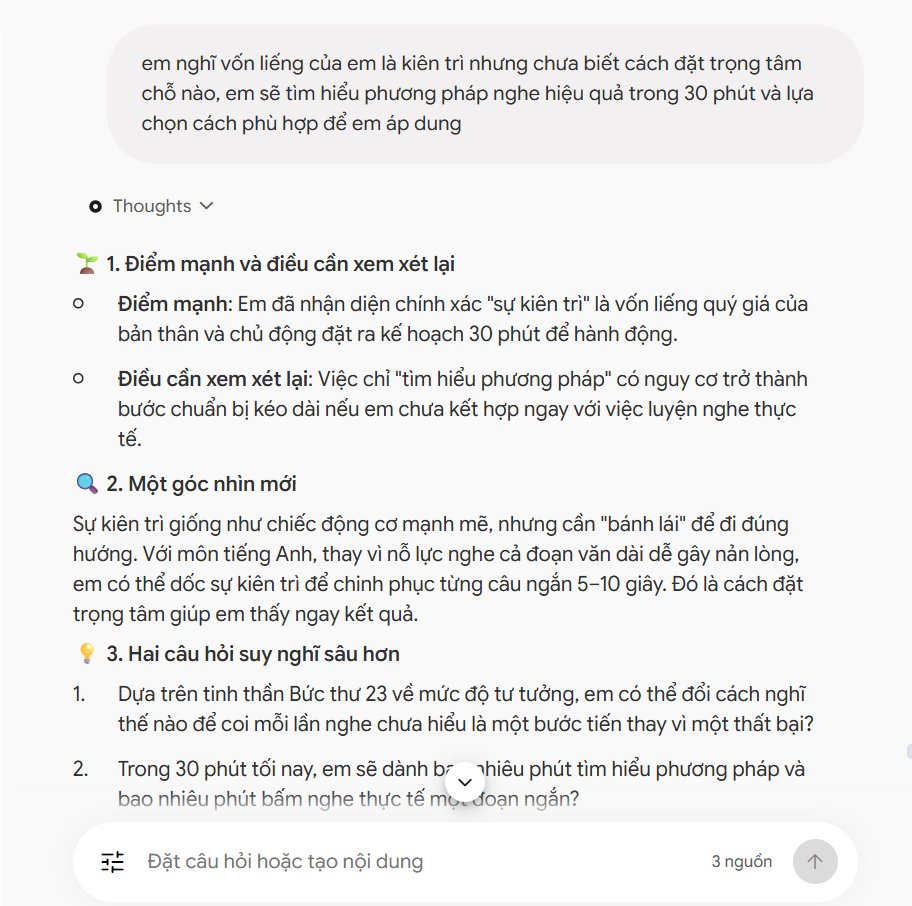 em nghĩ vốn liếng của em là kiên trì nhưng chưa biết cách đặt trọng tâm
chỗ nào, em sẽ tìm hiểu phương pháp nghe hiệu quả trong 30 phút và lựa
chọn cách phù hợp để em áp dung
Thoughts
1. Điểm mạnh và điều cần xem xét lại
Điểm mạnh: Em đã nhận diện chính xác "sự kiên trì" là vốn liếng quý giá của
bản thân và chủ động đặt ra kế hoạch 30 phút để hành động.
Điều cần xem xét lại: Việc chỉ "tìm hiểu phương pháp" có nguy cơ trở thành
bước chuẩn bị kéo dài nếu em chưa kết hợp ngay với việc luyện nghe thực
tế.
2. Một góc nhìn mới
Sự kiên trì giống như chiếc động cơ mạnh mẽ, nhưng cần "bánh lái" để đi đúng
hướng. Với môn tiếng Anh, thay vì nỗ lực nghe cả đoạn văn dài dễ gây nản lòng,
em có thể dốc sự kiên trì để chinh phục từng câu ngắn 5–10 giây. Đó là cách đặt
trọng tâm giúp em thấy ngay kết quả.
3. Hai câu hỏi suy nghĩ sâu hơn
1. Dựa trên tinh thần Bức thư 23 về mức độ tư tưởng, em có thể đổi cách nghĩ
thế nào để coi mỗi lần nghe chưa hiểu là một bước tiến thay vì một thất bại?
2. Trong 30 phút tối nay, em sẽ dành bao nhiêu phút tìm hiểu phương pháp và
bao nhiêu phút bấm nghe thực tế một đoạn ngắn?
Đặt câu hỏi hoặc tạo nội dung
3 nguồn